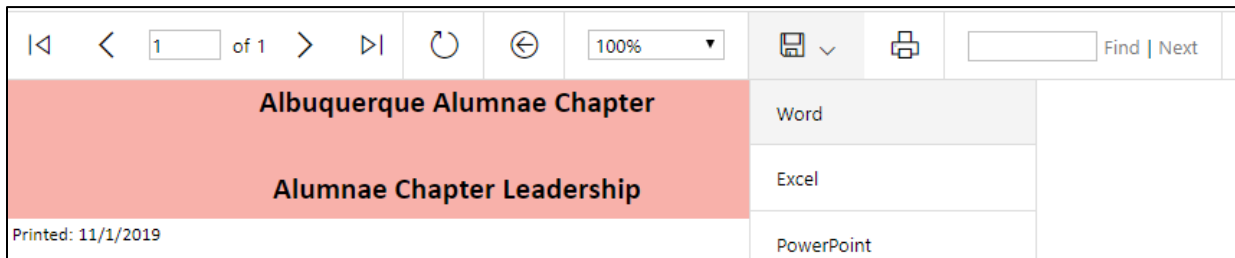 1 of 1 100% Find | Next
Albuquerque Alumnae Chapter
Word
Alumnae Chapter Leadership
Excel
Printed: 11/1/2019
PowerPoint